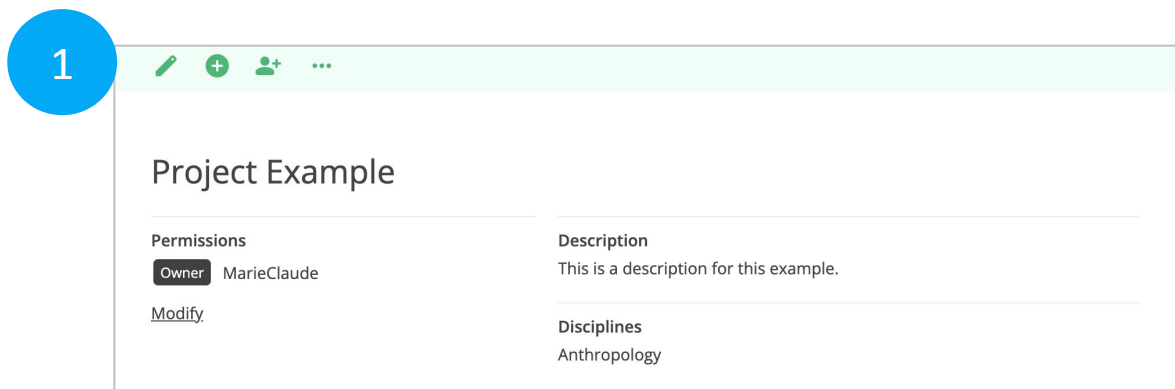 1
Project Example
Permissions
Owner MarieClaude
Modify
Description
This is a description for this example.
Disciplines
Anthropology